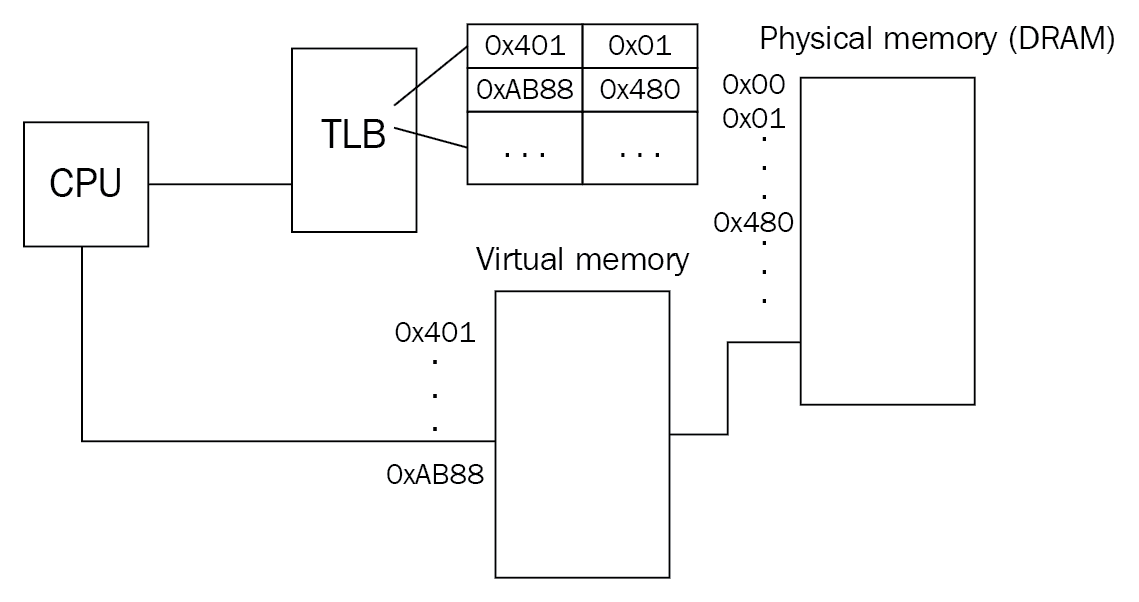 Physical memory (DRAM)
0x401 0x01
0xAB88 0x480
. . . . . .
0x00
0x01
.
.
.
0x480
.
.
.
TLB
CPU
Virtual memory
0x401
.
.
.
0xAB88